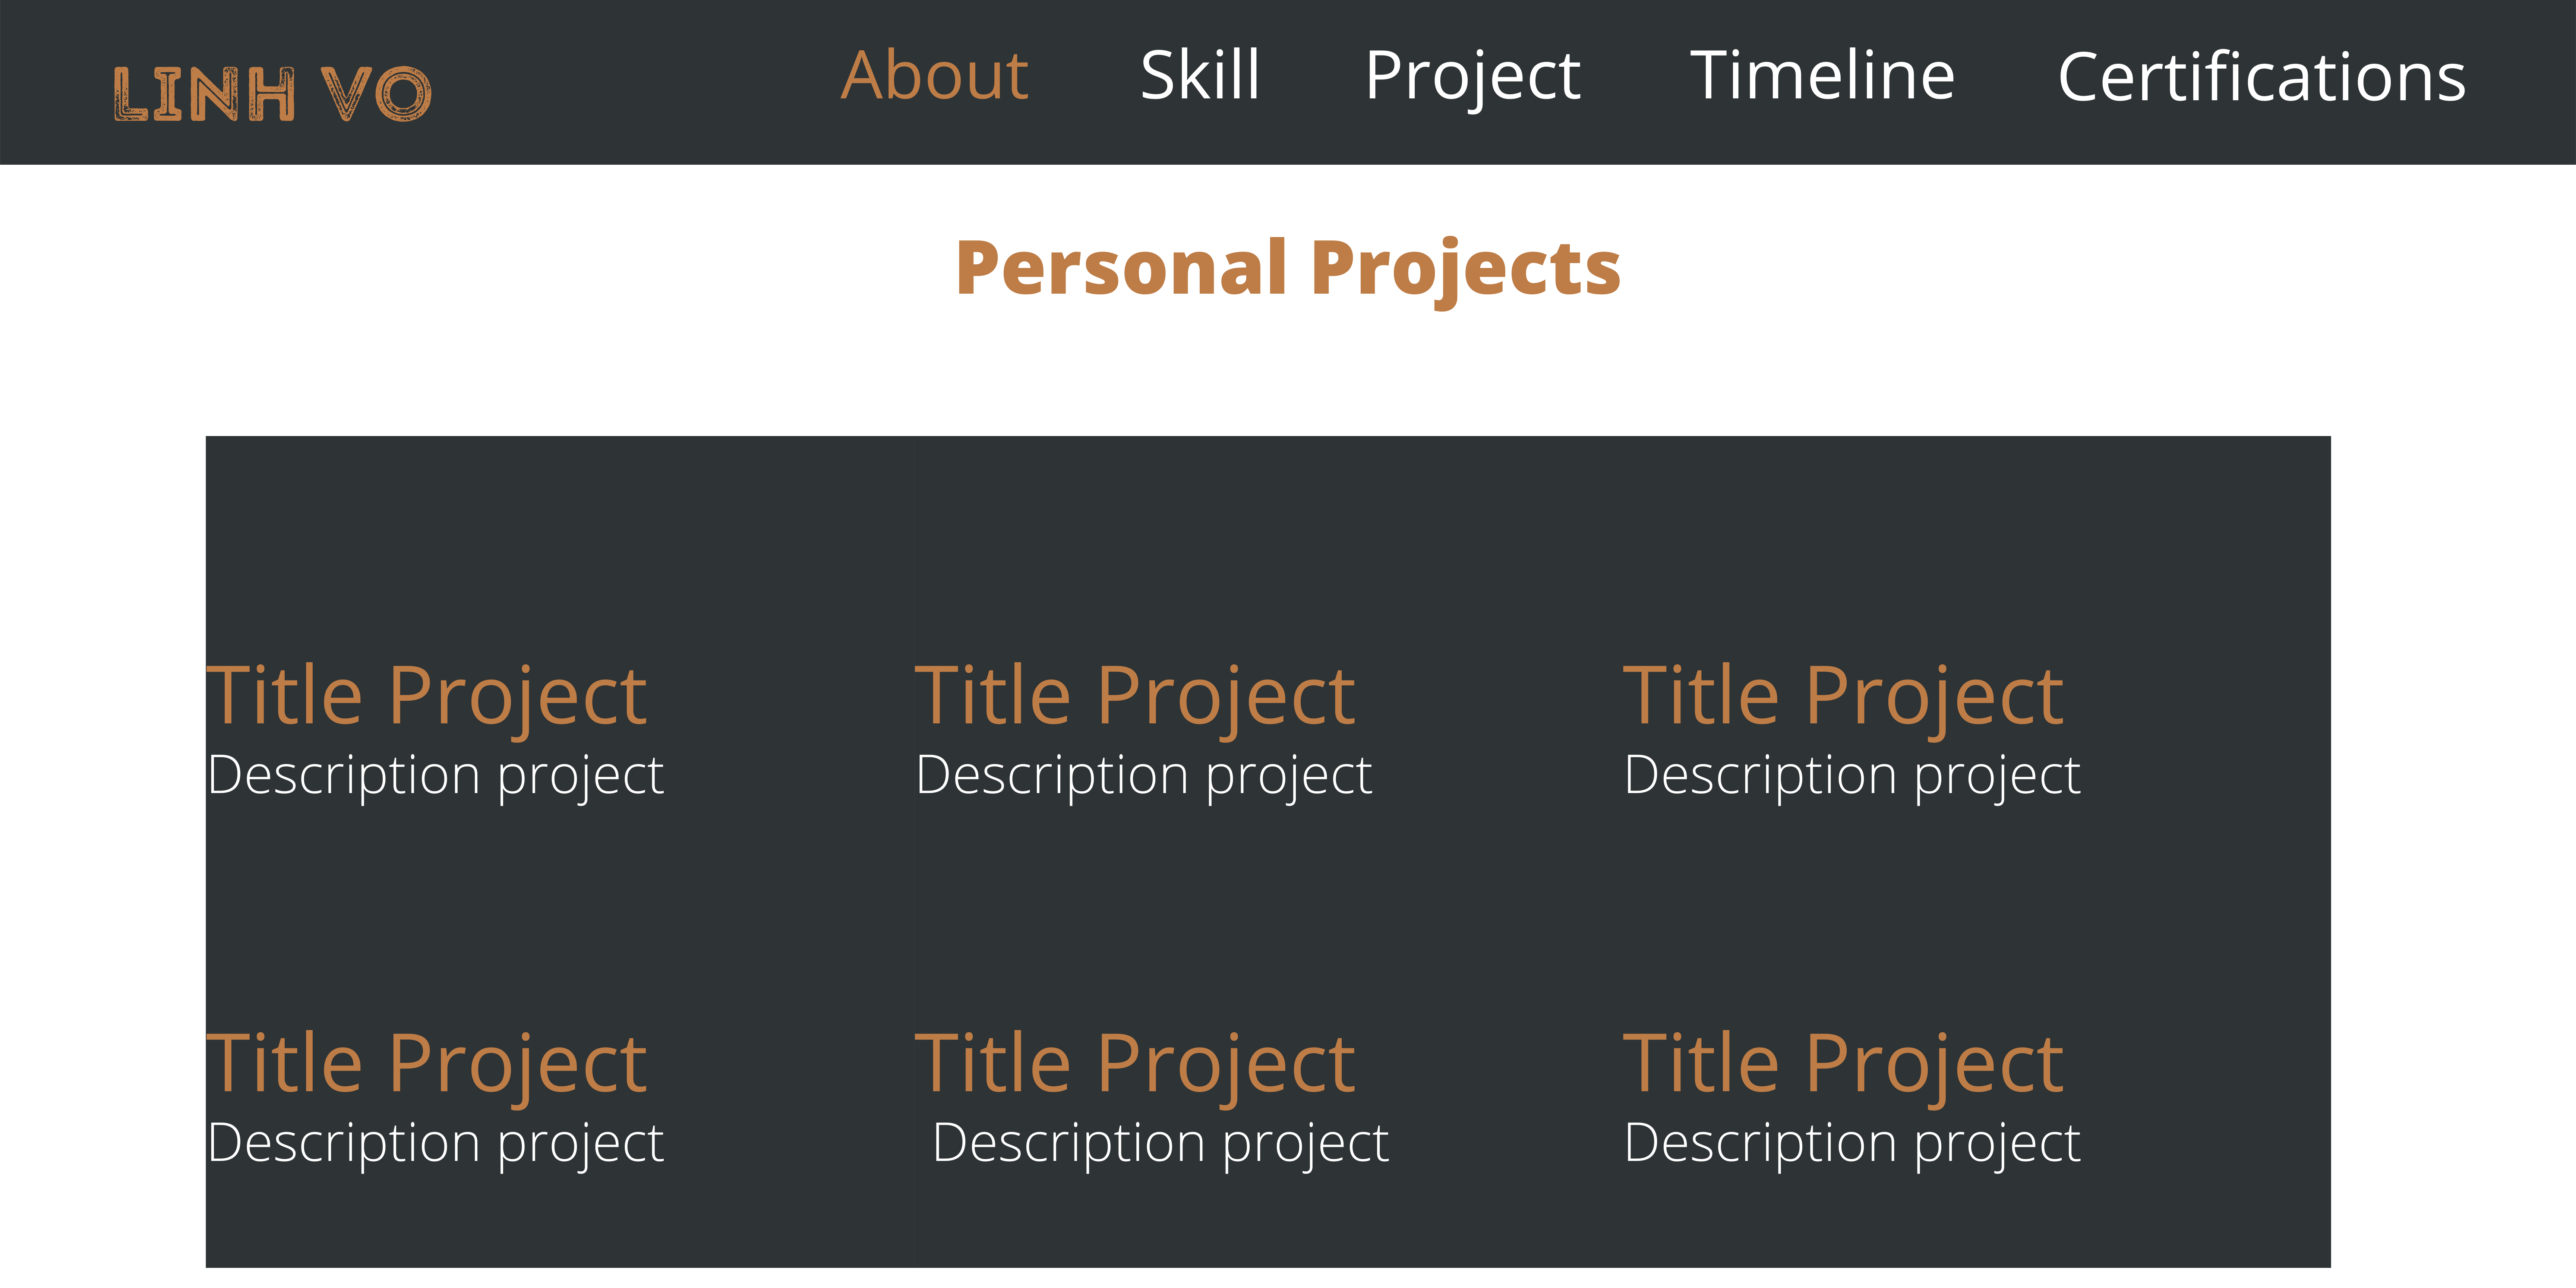 LINH VO About Skill Project Timeline Certifications
Personal Projects
Title Project Title Project Title Project
Description project Description project Description project
Title Project Title Project Title Project
Description project Description project Description project